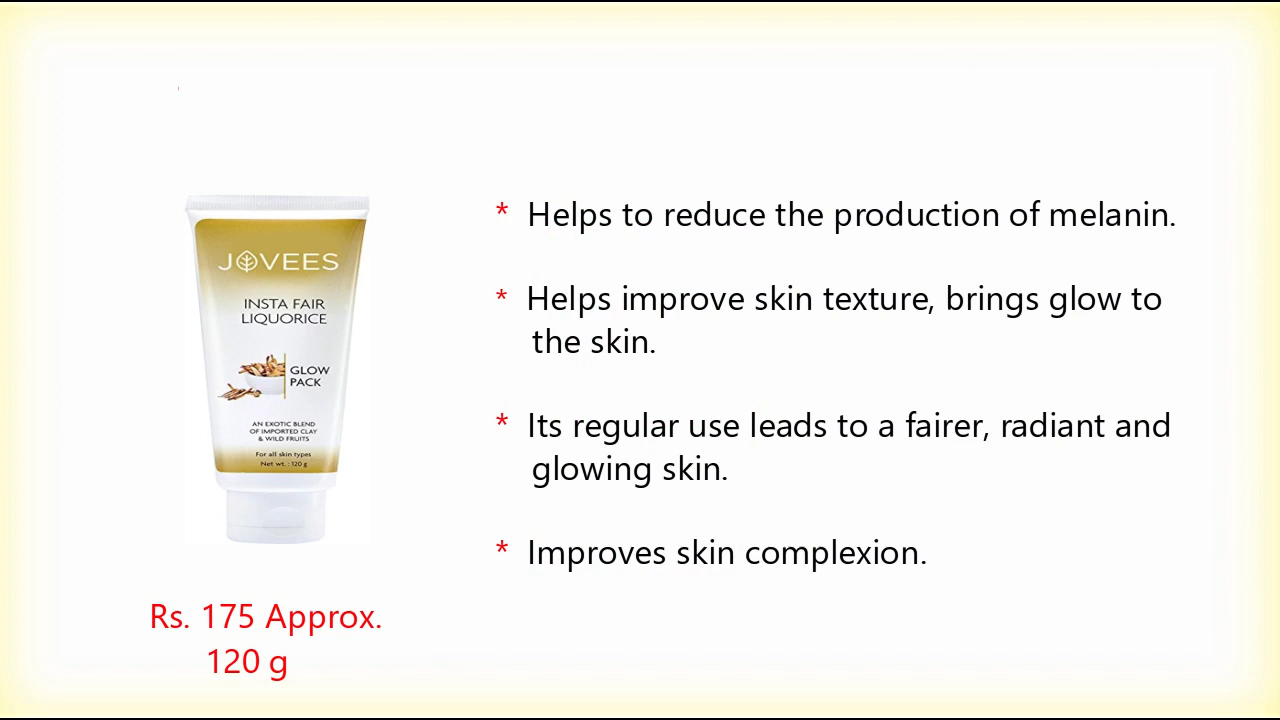 JOVEES
INSTA FAIR
LIQUORICE
GLOW
PACK
AN EXOTIC BLEND
OF IMPORTED CLAY
& WILD FRUITS
For all skin types
Net wt. : 120 g
Rs. 175 Approx.
120 g
* Helps to reduce the production of melanin.
* Helps improve skin texture, brings glow to
the skin.
* Its regular use leads to a fairer, radiant and
glowing skin.
* Improves skin complexion.